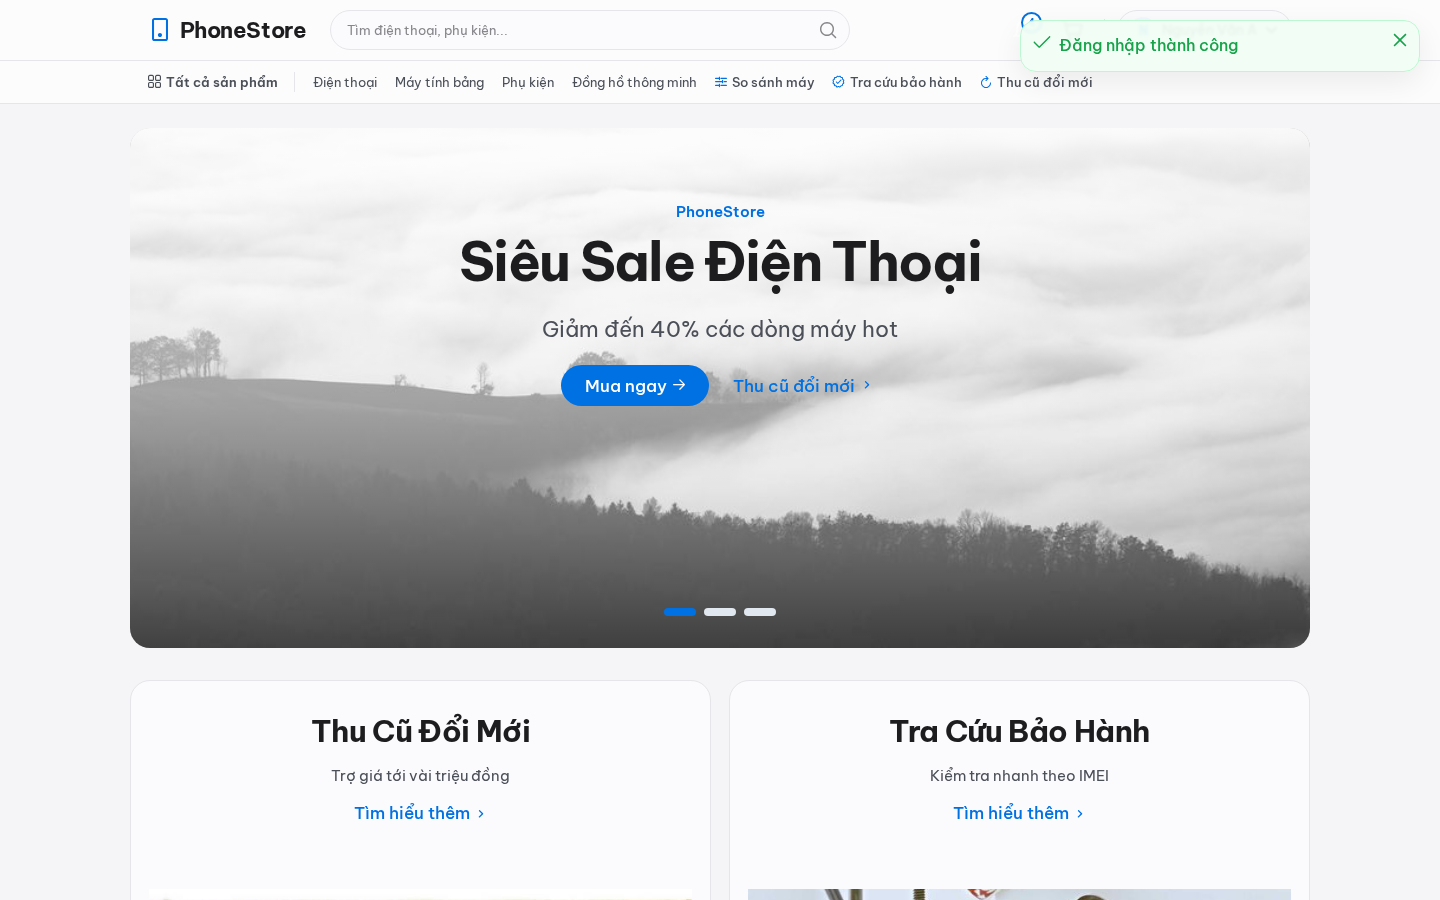 PhoneStore
Tìm điện thoại, phụ kiện...
Đăng nhập thành công
Tất cả sản phẩm
Điện thoại
Máy tính bảng
Phụ kiện
Đồng hồ thông minh
So sánh máy
Tra cứu bảo hành
Thu cũ đổi mới
PhoneStore
Siêu Sale Điện Thoại
Giảm đến 40% các dòng máy hot
Mua ngay
Thu cũ đổi mới
Thu Cũ Đổi Mới
Trợ giá tới vài triệu đồng
Tìm hiểu thêm
Tra Cứu Bảo Hành
Kiểm tra nhanh theo IMEI
Tìm hiểu thêm